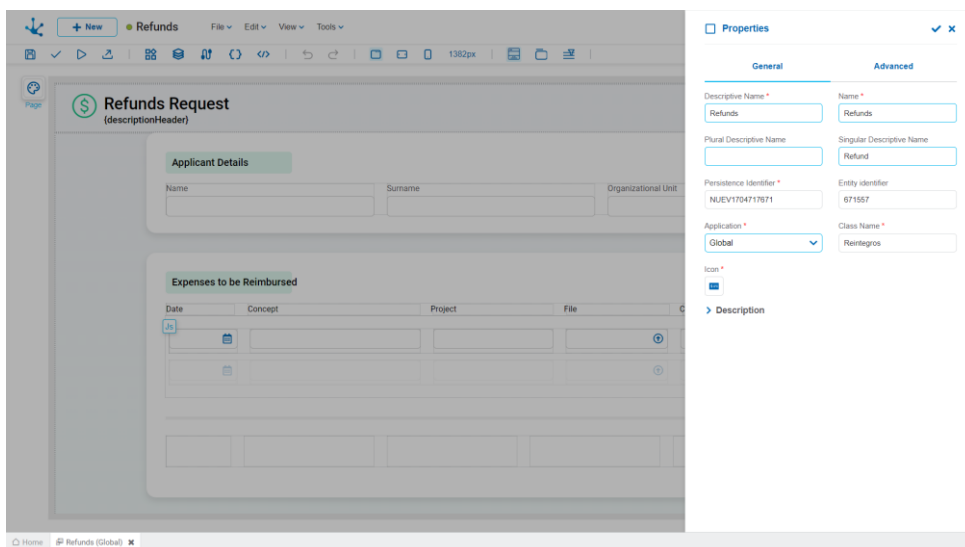 + New
Refunds
File
Edit
View
Tools
1382px
Page
Refunds Request
{descriptionHeader}
Applicant Details
Name
Surname
Organizational Unit
Expenses to be Reimbursed
Date
Concept
Project
File
C
Js
Properties
General
Advanced
Descriptive Name *
Name *
Refunds
Refunds
Plural Descriptive Name
Singular Descriptive Name
Refund
Persistence Identifier *
Entity identifier
NUEV1704717671
671557
Application *
Class Name *
Global
Reintegros
Icon *
Description
Home
Refunds (Global)